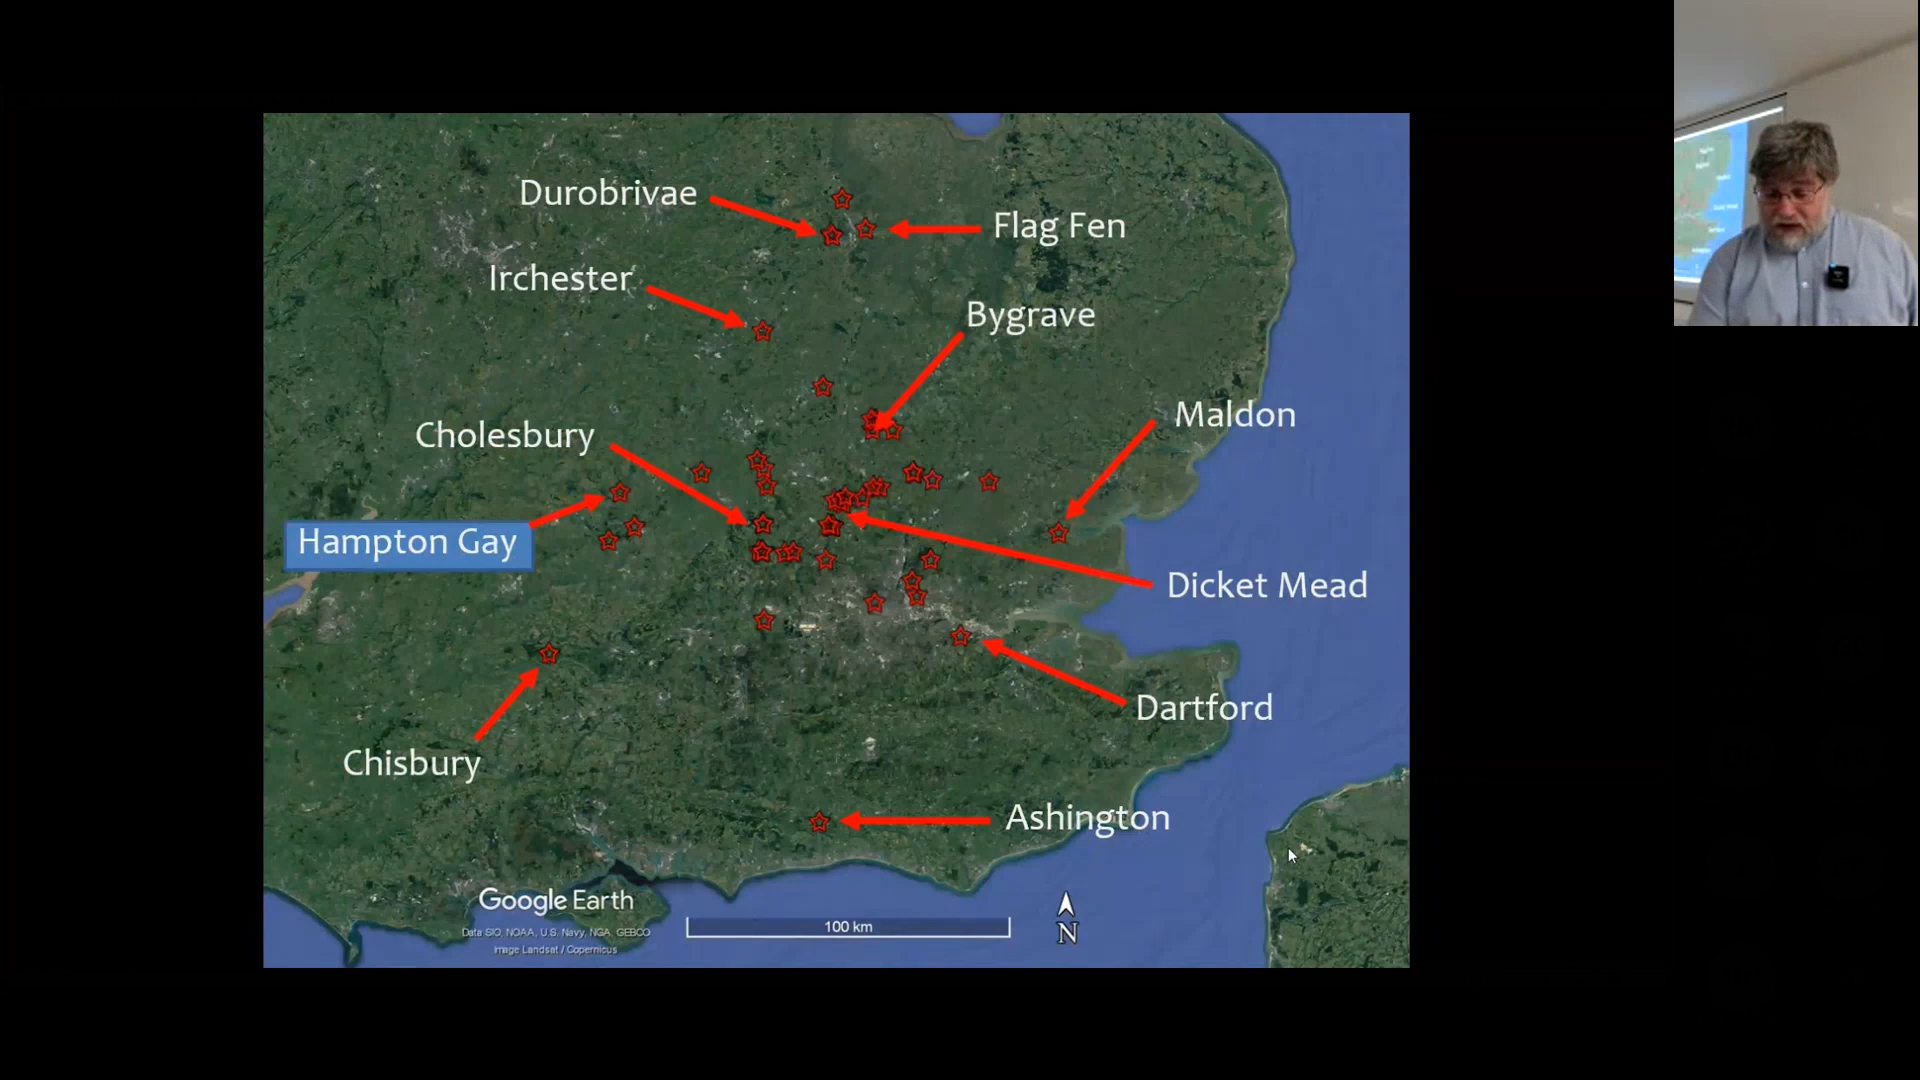 Durobrivae
Flag Fen
Irchester
Bygrave
Maldon
Cholesbury
Hampton Gay
Dicket Mead
Dartford
Chisbury
Ashington
Google Earth
Data SIO, NOAA, U.S. Navy, NGA, GEBCO
Image Landsat / Copernicus
100 km
N